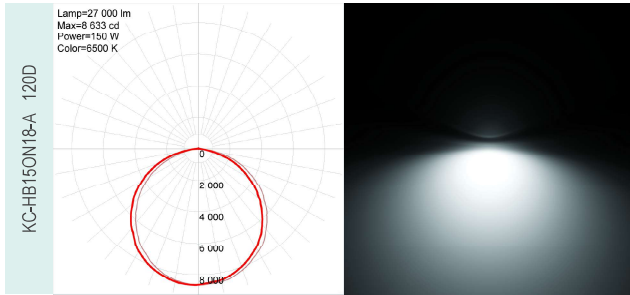 KC-HB15ON18-A 120D
Lamp=27 000 lm
Max=8 633 cd
Power=150 W
Color=6500 K
0
2 000
4 000
6 000
8 000